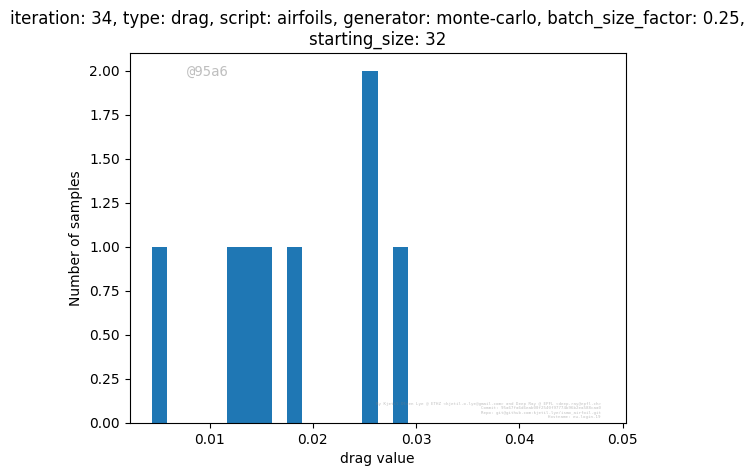 iteration: 34, type: drag, script: airfoils, generator: monte-carlo, batch_size_factor: 0.25,
starting_size: 32
@95a6
2.00
1.75
1.50
1.25
1.00
0.75
0.50
0.25
0.00
Number of samples
0.01
0.02
0.03
0.04
0.05
drag value